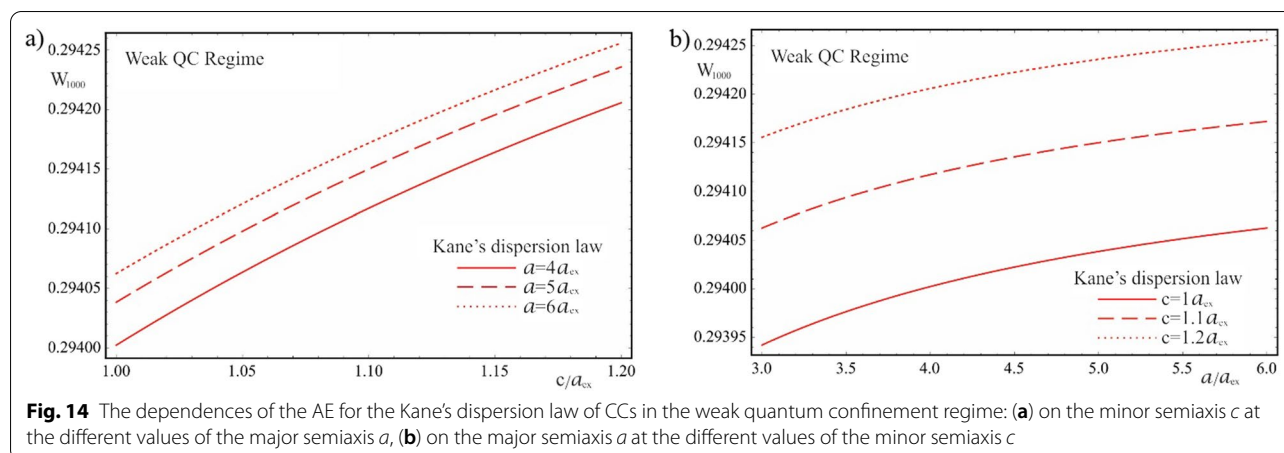 a)
0.29425
W₁₀₀₀
0.29420
0.29415
0.29410
0.29405
0.29400
Weak QC Regime
Kane's dispersion law
a=4aₑₓ
a=5aₑₓ
a=6aₑₓ
1.00 1.05 1.10 1.15 1.20
c/aₑₓ
b)
0.29425
W₁₀₀₀
0.29420
0.29415
0.29410
0.29405
0.29400
0.29395
Weak QC Regime
Kane's dispersion law
c=1aₑₓ
c=1.1aₑₓ
c=1.2aₑₓ
3.0 3.5 4.0 4.5 5.0 5.5 6.0
a/aₑₓ
Fig. 14 The dependences of the AE for the Kane's dispersion law of CCs in the weak quantum confinement regime: (a) on the minor semiaxis c at
the different values of the major semiaxis a, (b) on the major semiaxis a at the different values of the minor semiaxis c